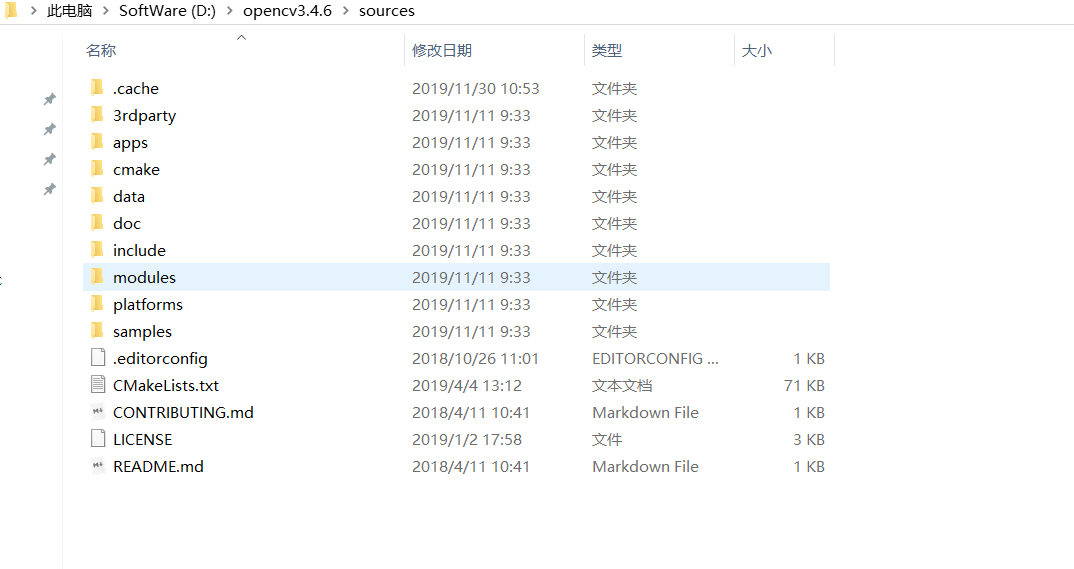 此电脑 > SoftWare (D:) > opencv3.4.6 > sources
名称 修改日期 类型 大小
.cache 2019/11/30 10:53 文件夹
3rdparty 2019/11/11 9:33 文件夹
apps 2019/11/11 9:33 文件夹
cmake 2019/11/11 9:33 文件夹
data 2019/11/11 9:33 文件夹
doc 2019/11/11 9:33 文件夹
include 2019/11/11 9:33 文件夹
modules 2019/11/11 9:33 文件夹
platforms 2019/11/11 9:33 文件夹
samples 2019/11/11 9:33 文件夹
.editorconfig 2018/10/26 11:01 EDITORCONFIG ... 1 KB
CMakeLists.txt 2019/4/4 13:12 文本文档 71 KB
CONTRIBUTING.md 2018/4/11 10:41 Markdown File 1 KB
LICENSE 2019/1/2 17:58 文件 3 KB
README.md 2018/4/11 10:41 Markdown File 1 KB